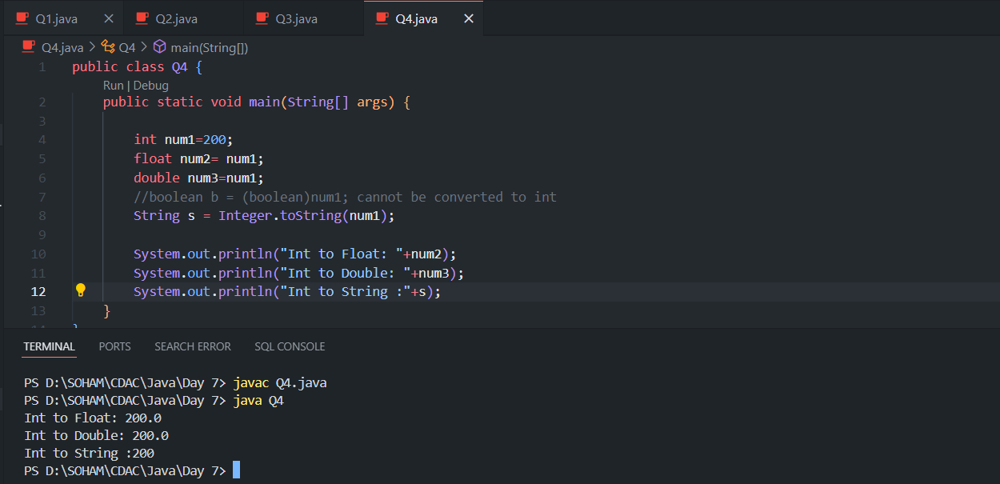 Q1.java Q2.java Q3.java Q4.java
Q4.java > Q4 > main(String[])
1 public class Q4 {
Run | Debug
2 public static void main(String[] args) {
3
4 int num1=200;
5 float num2= num1;
6 double num3=num1;
7 //boolean b = (boolean)num1; cannot be converted to int
8 String s = Integer.toString(num1);
9
10 System.out.println("Int to Float: "+num2);
11 System.out.println("Int to Double: "+num3);
12 System.out.println("Int to String :"+s);
13 }
TERMINAL PORTS SEARCH ERROR SQL CONSOLE
PS D:\SOHAM\CDAC\Java\Day 7> javac Q4.java
PS D:\SOHAM\CDAC\Java\Day 7> java Q4
Int to Float: 200.0
Int to Double: 200.0
Int to String :200
PS D:\SOHAM\CDAC\Java\Day 7>